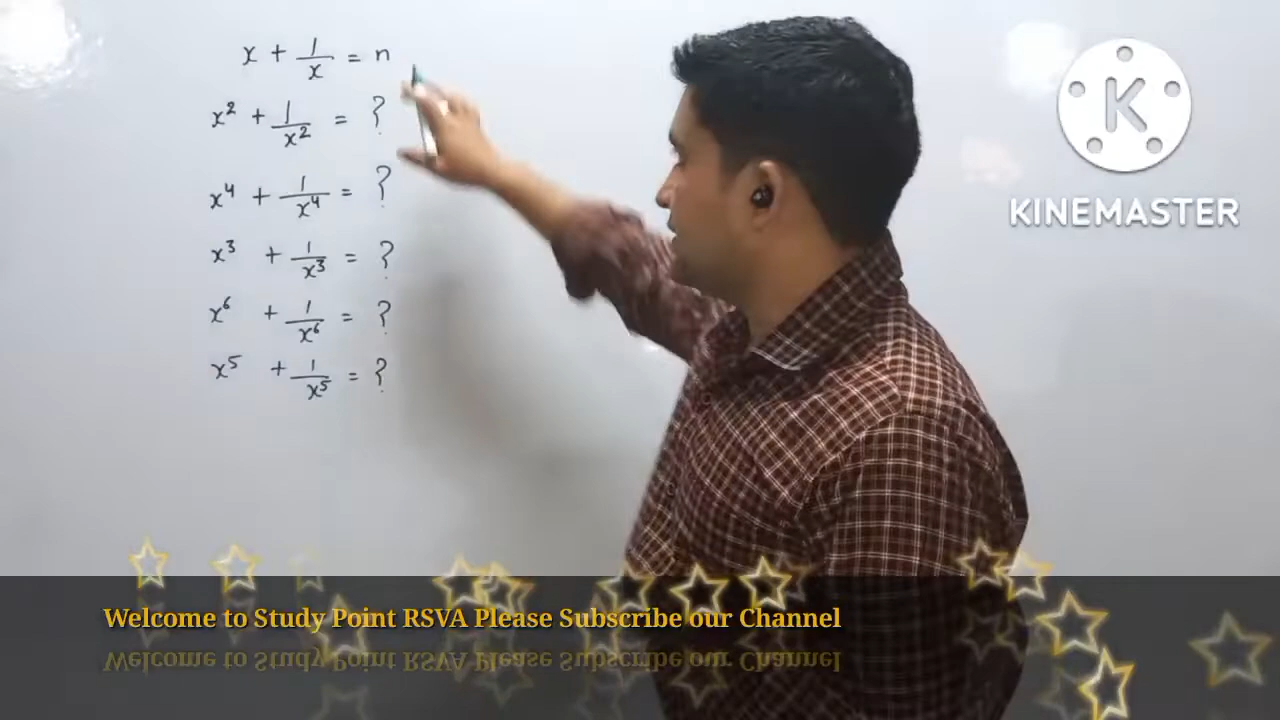 x + 1/x = n
x² + 1/x² = ?
x⁴ + 1/x⁴ = ?
x³ + 1/x³ = ?
x⁶ + 1/x⁶ = ?
x⁵ + 1/x⁵ = ?
K
KINEMASTER
Welcome to Study Point RSVA Please Subscribe our Channel